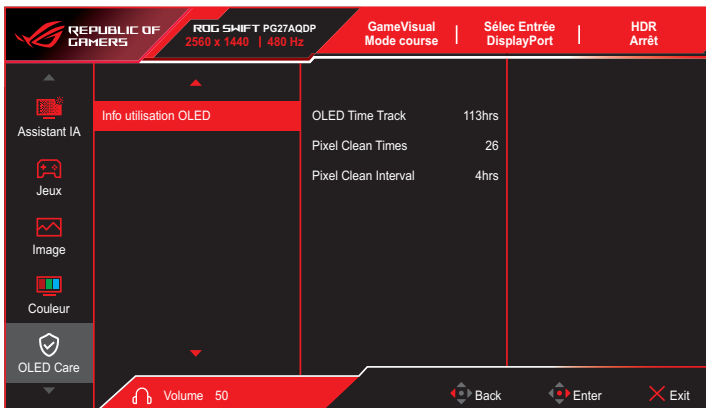 REPUBLIC OF
GAMERS
ROG SWIFT PG27AQDP
2560 x 1440 | 480 Hz
GameVisual
Mode course
Sélec Entrée
DisplayPort
HDR
Arrêt
Assistant IA
Jeux
Image
Couleur
OLED Care
Info utilisation OLED
OLED Time Track 113hrs
Pixel Clean Times 26
Pixel Clean Interval 4hrs
Volume 50
Back
Enter
Exit